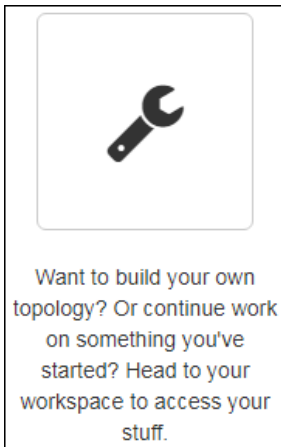 Want to build your own
topology? Or continue work
on something you've
started? Head to your
workspace to access your
stuff.